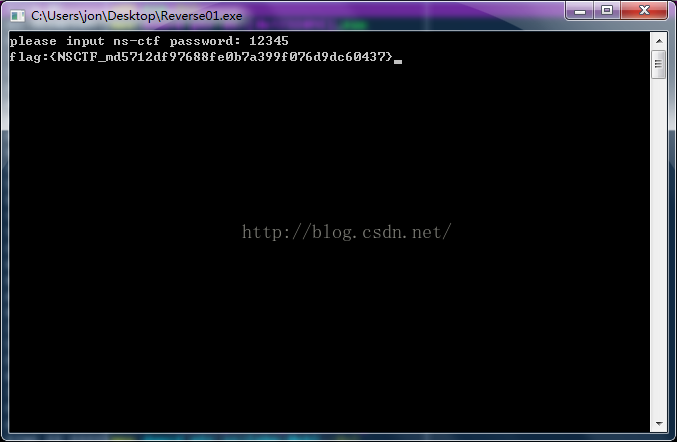 C:\Users\jon\Desktop\Reverse01.exe
please input ns-ctf password: 12345
flag:{NSCTF_md5712df97688fe0b7a399f076d9dc60437}
http://blog.csdn.net/